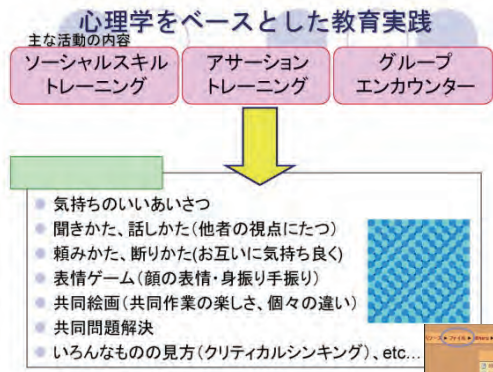 心理学をベースとした教育実践
主な活動の内容
ソーシャルスキル
トレーニング
アサーション
トレーニング
グループ
エンカウンター
気持ちのいいあいさつ
聞きかた、話しかた(他者の視点にたつ)
頼みかた、断りかた(お互いに気持ち良く)
表情ゲーム(顔の表情・身振り手振り)
共同絵画(共同作業の楽しさ、個々の違い)
共同問題解決
いろんなものの見方(クリティカルシンキング)、etc...
ファイル